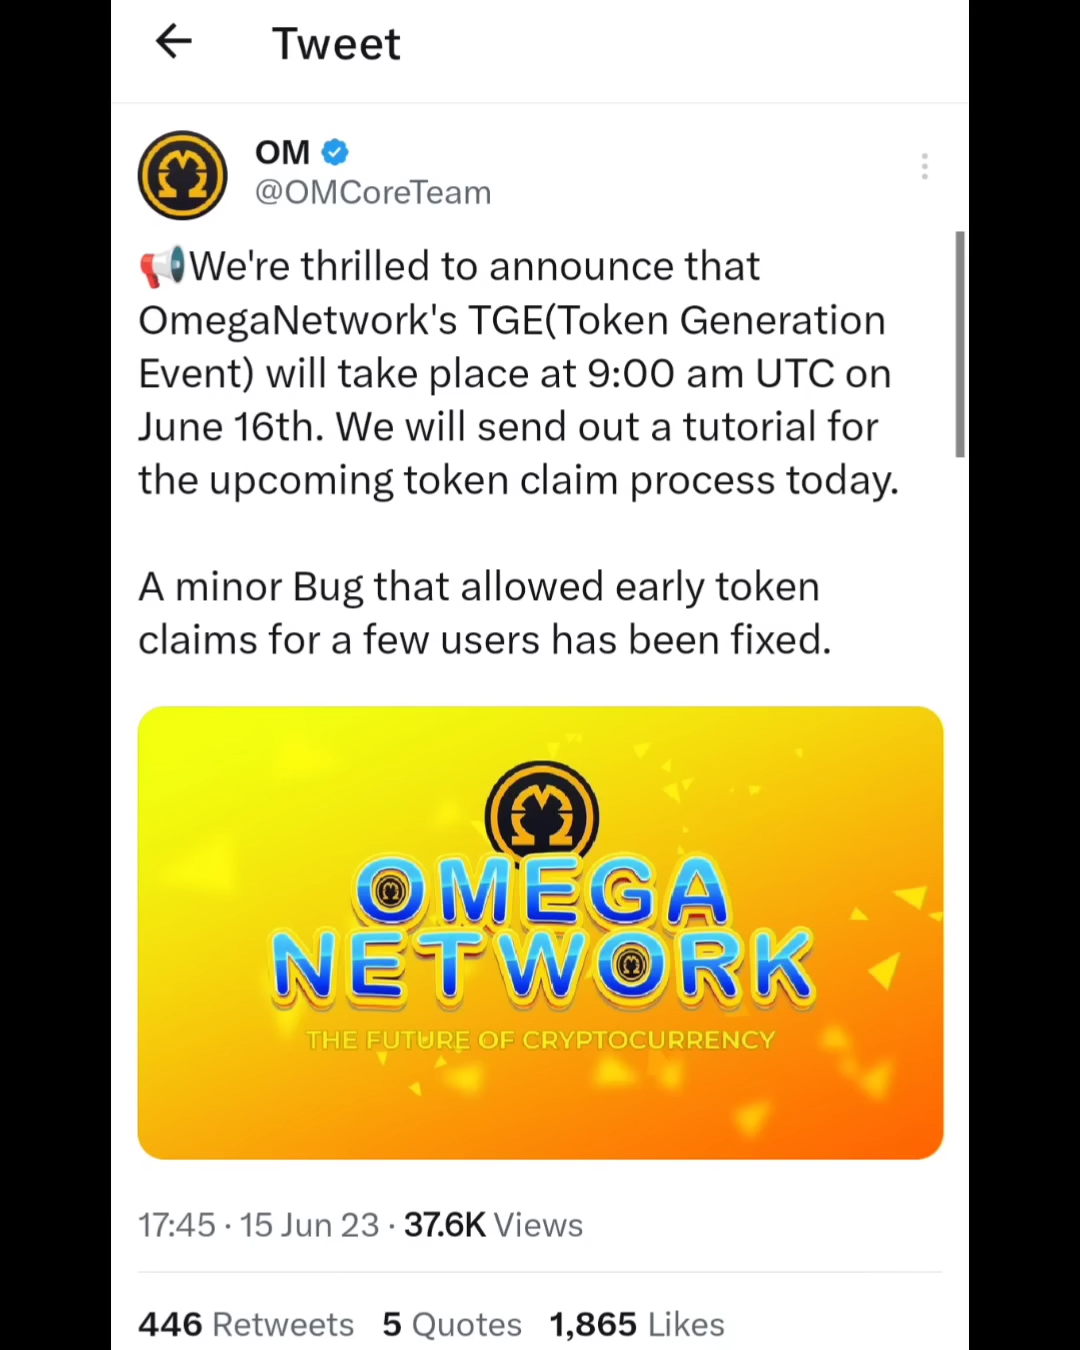 Tweet
OM
@OMCoreTeam
📢We're thrilled to announce that
OmegaNetwork's TGE(Token Generation
Event) will take place at 9:00 am UTC on
June 16th. We will send out a tutorial for
the upcoming token claim process today.
A minor Bug that allowed early token
claims for a few users has been fixed.
OMEGA
NETWORK
THE FUTURE OF CRYPTOCURRENCY
17:45 · 15 Jun 23 · 37.6K Views
446 Retweets 5 Quotes 1,865 Likes